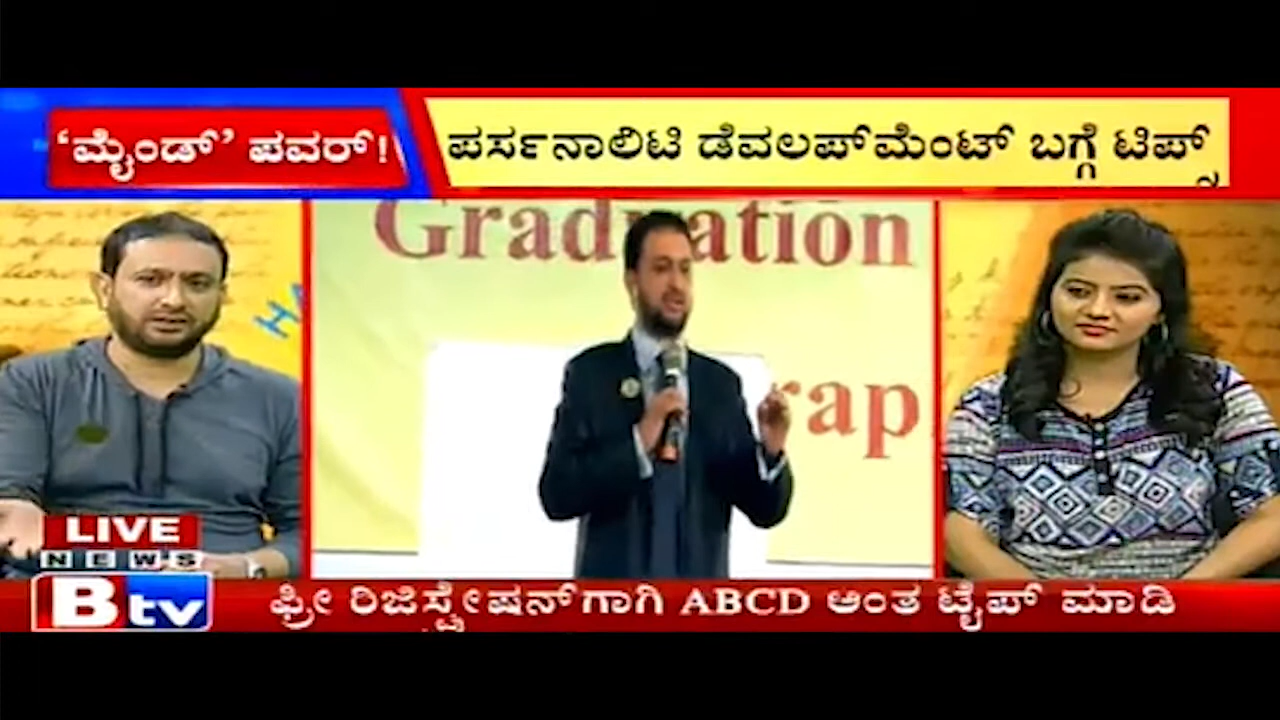 ‘ಮೈಂಡ್’ ಪವರ್!
ಪರ್ಸನಾಲಿಟಿ ಡೆವಲಪ್‌ಮೆಂಟ್ ಬಗ್ಗೆ ಟಿಪ್ಸ್
Graduation
rap
LIVE
NEWS
Btv
ಫ್ರೀ ರಿಜಿಸ್ಟ್ರೇಷನ್‌ಗಾಗಿ ABCD ಅಂತ ಟೈಪ್ ಮಾಡಿ